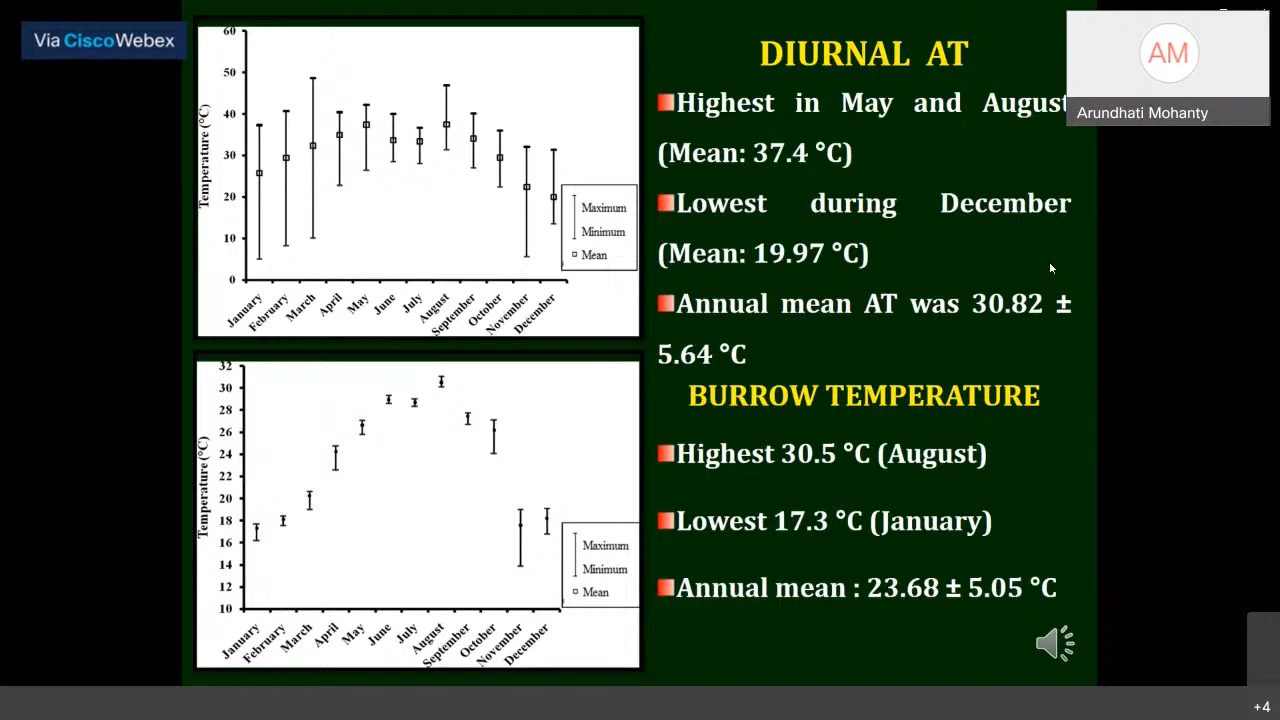 Via CiscoWebex
60
50
40
30
20
10
0
Temperature (°C)
January
February
March
April
May
June
July
August
September
October
November
December
Maximum
Minimum
Mean
32
30
28
26
24
22
20
18
16
14
12
10
Temperature (°C)
January
February
March
April
May
June
July
August
September
October
November
December
Maximum
Minimum
Mean
DIURNAL AT
Highest in May and August
(Mean: 37.4 °C)
Lowest during December
(Mean: 19.97 °C)
Annual mean AT was 30.82 ±
5.64 °C
BURROW TEMPERATURE
Highest 30.5 °C (August)
Lowest 17.3 °C (January)
Annual mean : 23.68 ± 5.05 °C
AM
Arundhati Mohanty
+4